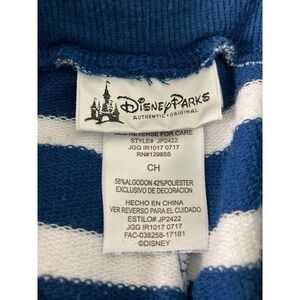 Disney Parks
AUTHENTIC • ORIGINAL
SEE REVERSE FOR CARE
STYLE# JP2422
JGG IR1017 0717
RN#129855
CH
58%ALGODON 42%POLIESTER
EXCLUSIVO DE DECORACION
HECHO EN CHINA
VER REVERSO PARA EL CUIDADO
ESTILO# JP2422
JGG IR1017 0717
FAC-038258-17181
©DISNEY